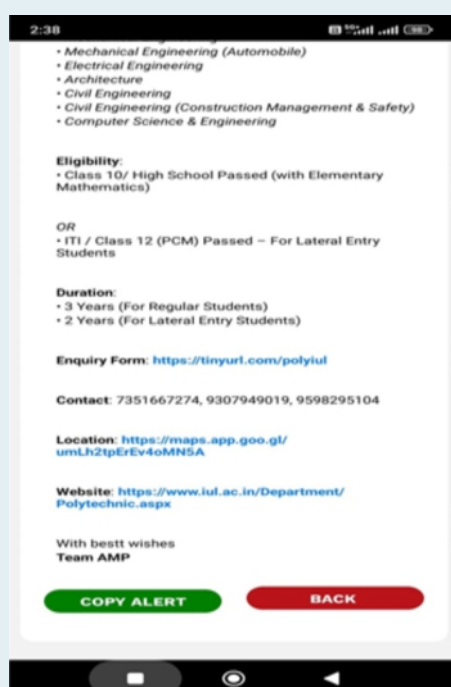 2:38
• Mechanical Engineering (Automobile)
• Electrical Engineering
• Architecture
• Civil Engineering
• Civil Engineering (Construction Management & Safety)
• Computer Science & Engineering
Eligibility:
• Class 10/ High School Passed (with Elementary
Mathematics)
OR
• ITI / Class 12 (PCM) Passed – For Lateral Entry
Students
Duration:
• 3 Years (For Regular Students)
• 2 Years (For Lateral Entry Students)
Enquiry Form: https://tinyurl.com/polyiul
Contact: 7351667274, 9307949019, 9598295104
Location: https://maps.app.goo.gl/
umLh2tpErEv4oMN5A
Website: https://www.iul.ac.in/Department/
Polytechnic.aspx
With bestt wishes
Team AMP
COPY ALERT
BACK